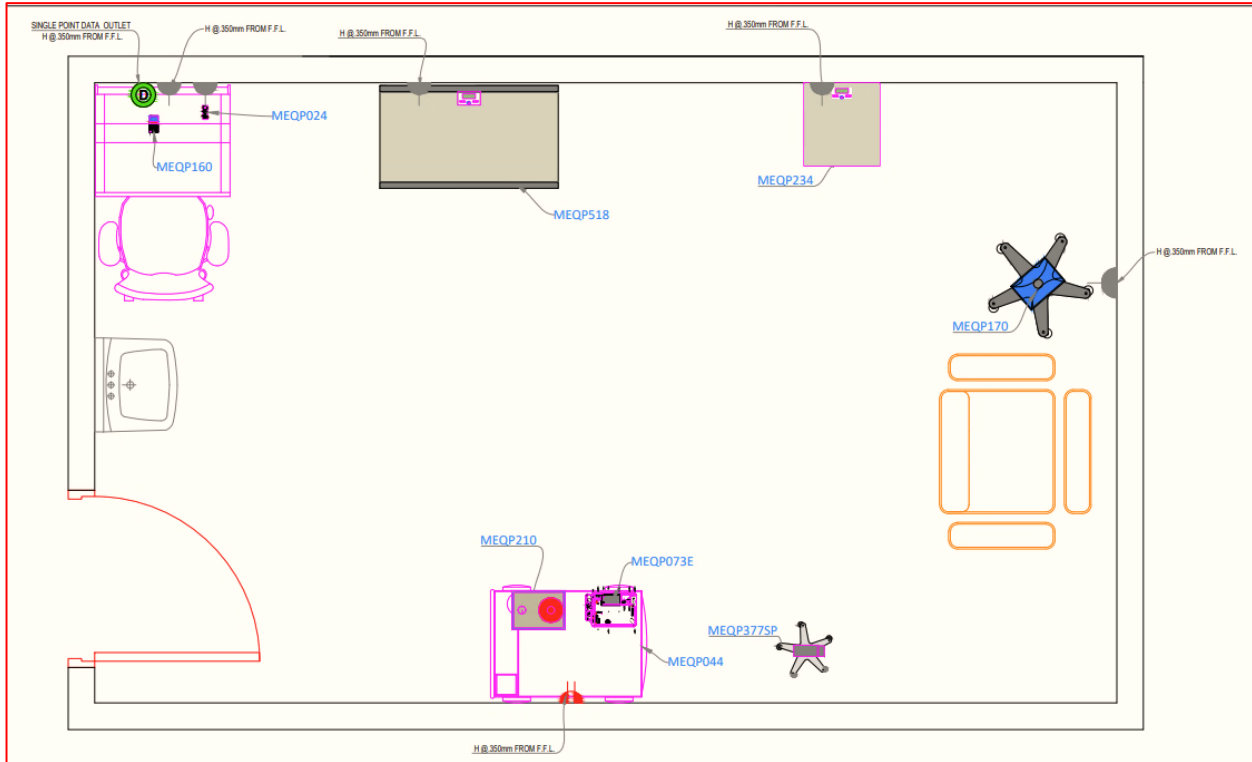 SINGLE POINT DATA OUTLET
H @.350mm FROM F.F.L.
H @.350mm FROM F.F.L.
H @.350mm FROM F.F.L.
H @.350mm FROM F.F.L.
D
MEQP024
MEQP160
MEQP234
MEQP518
H @.350mm FROM F.F.L.
MEQP170
MEQP210
MEQP073E
MEQP377SP
MEQP044
H @.350mm FROM F.F.L.